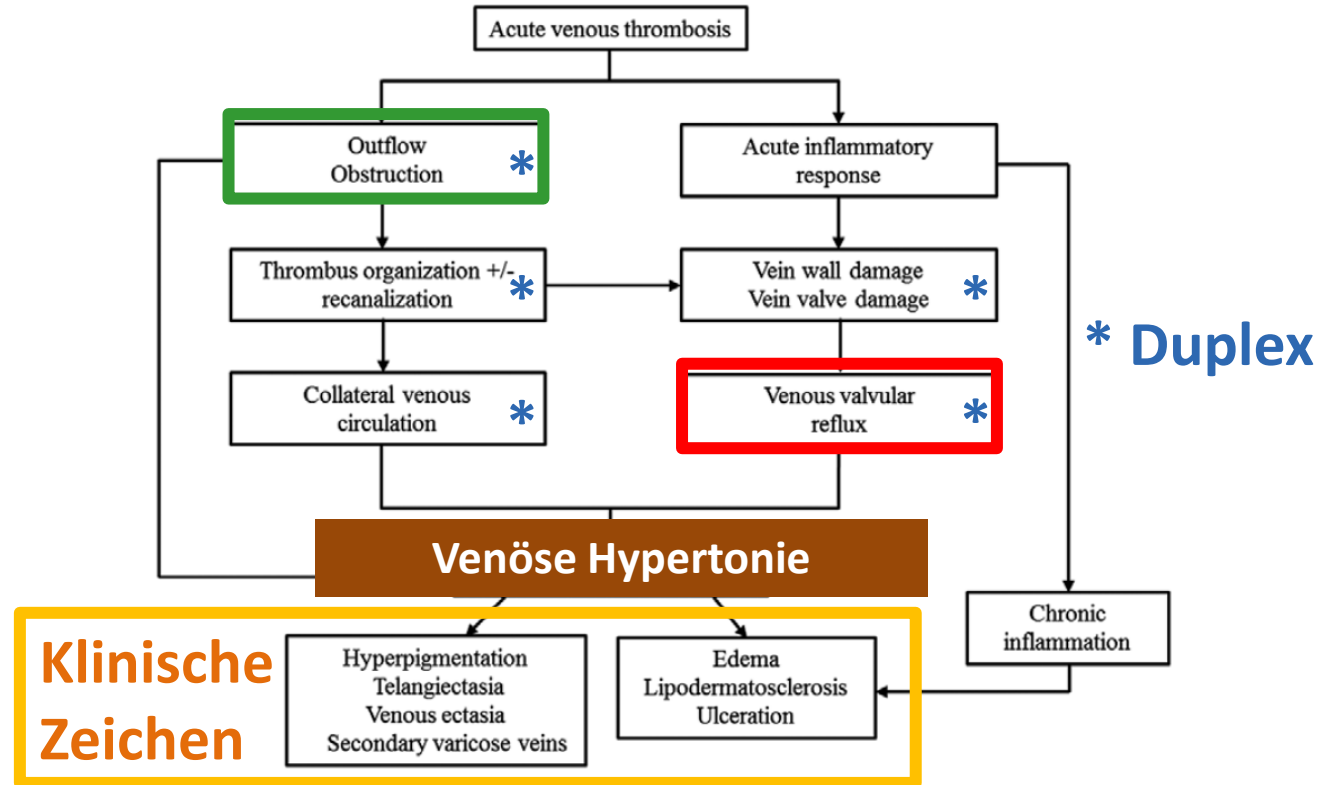 Acute venous thrombosis
Outflow
Obstruction
*
Acute inflammatory
response
Thrombus organization +/-
recanalization
*
Vein wall damage
Vein valve damage
*
* Duplex
Collateral venous
circulation
*
Venous valvular
reflux
*
Venöse Hypertonie
Klinische
Zeichen
Hyperpigmentation
Telangiectasia
Venous ectasia
Secondary varicose veins
Edema
Lipodermatosclerosis
Ulceration
Chronic
inflammation